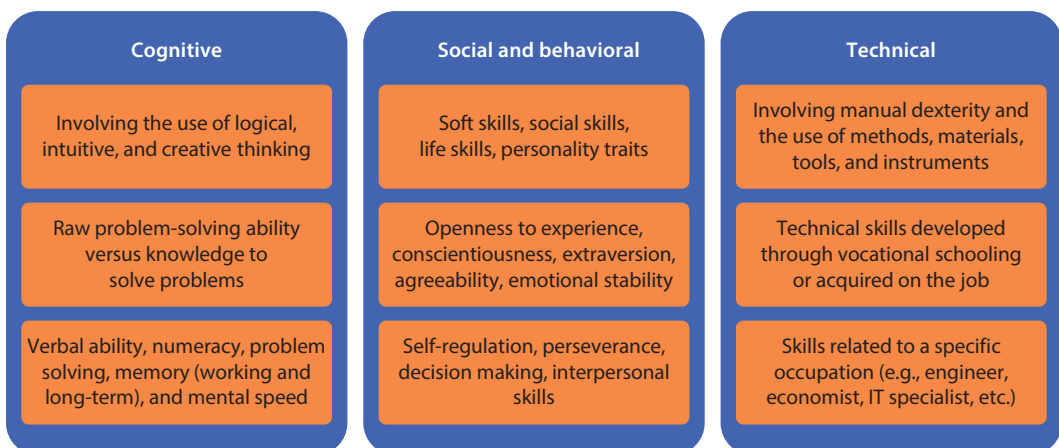 Cognitive
Involving the use of logical,
intuitive, and creative thinking
Raw problem-solving ability
versus knowledge to
solve problems
Verbal ability, numeracy, problem
solving, memory (working and
long-term), and mental speed
Social and behavioral
Soft skills, social skills,
life skills, personality traits
Openness to experience,
conscientiousness, extraversion,
agreeability, emotional stability
Self-regulation, perseverance,
decision making, interpersonal
skills
Technical
Involving manual dexterity and
the use of methods, materials,
tools, and instruments
Technical skills developed
through vocational schooling
or acquired on the job
Skills related to a specific
occupation (e.g., engineer,
economist, IT specialist, etc.)